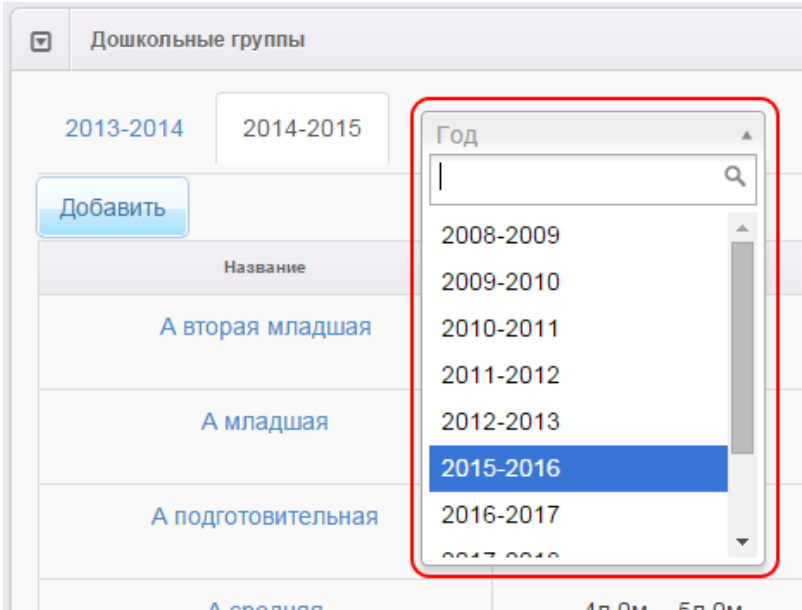 Дошкольные группы
2013-2014
2014-2015
Год
Добавить
2008-2009
Название
2009-2010
А вторая младшая
2010-2011
2011-2012
А младшая
2012-2013
2015-2016
А подготовительная
2016-2017
А средняя